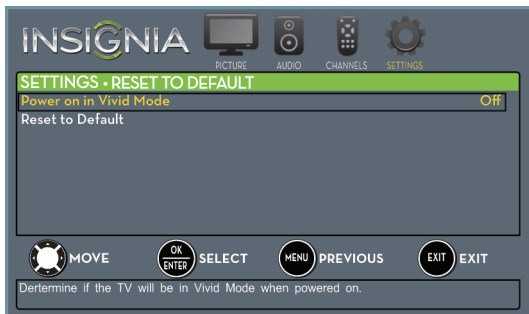 INSIGNIA
PICTURE AUDIO CHANNELS SETTINGS
SETTINGS • RESET TO DEFAULT
Power on in Vivid Mode Off
Reset to Default
MOVE OK ENTER SELECT MENU PREVIOUS EXIT EXIT
Dertermine if the TV will be in Vivid Mode when powered on.